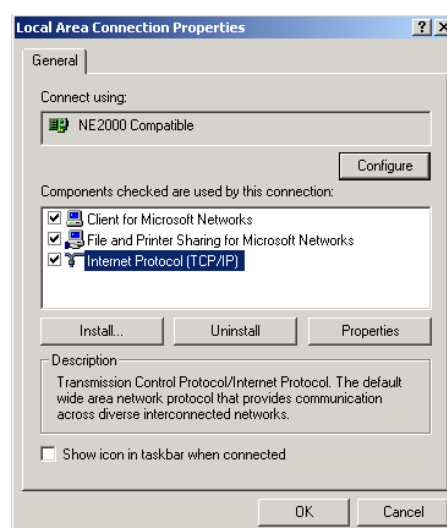 Local Area Connection Properties
General
Connect using:
NE2000 Compatible
Configure
Components checked are used by this connection:
Client for Microsoft Networks
File and Printer Sharing for Microsoft Networks
Internet Protocol (TCP/IP)
Install... Uninstall Properties
Description
Transmission Control Protocol/Internet Protocol. The default
wide area network protocol that provides communication
across diverse interconnected networks.
Show icon in taskbar when connected
OK Cancel